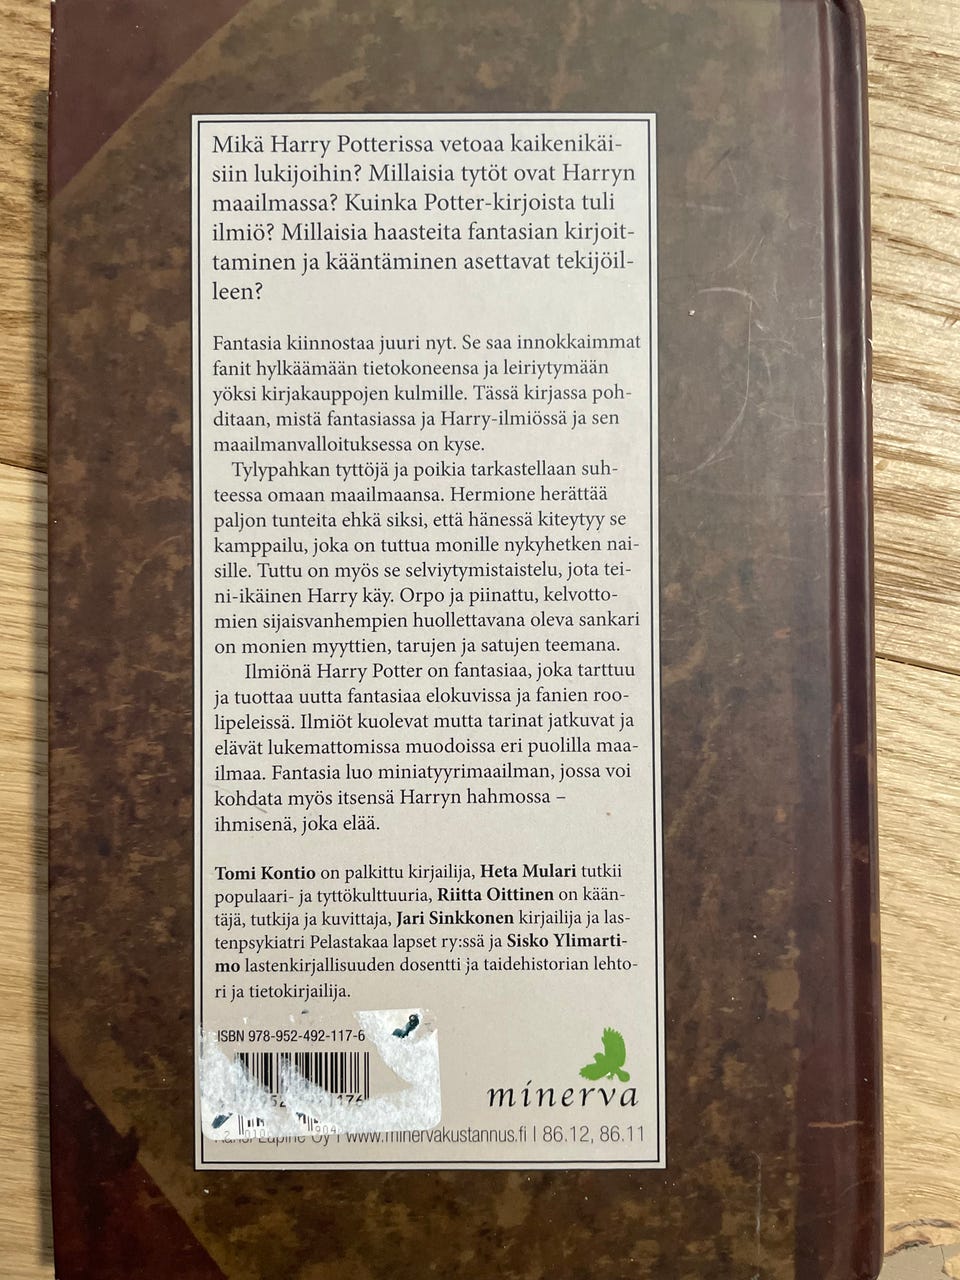 Mikä Harry Potterissa vetoaa kaikenikäi-
siin lukijoihin? Millaisia tytöt ovat Harryn
maailmassa? Kuinka Potter-kirjoista tuli
ilmiö? Millaisia haasteita fantasian kirjoit-
taminen ja kääntäminen asettavat tekijöil-
leen?
Fantasia kiinnostaa juuri nyt. Se saa innokkaimmat
fanit hylkäämään tietokoneensa ja leiriytymään
yöksi kirjakauppojen kulmille. Tässä kirjassa poh-
ditaan, mistä fantasiassa ja Harry-ilmiössä ja sen
maailmanvalloituksessa on kyse.
Tylypahkan tyttöjä ja poikia tarkastellaan suh-
teessa omaan maailmaansa. Hermione herättää
paljon tunteita ehkä siksi, että hänessä kiteytyy se
kamppailu, joka on tuttua monille nykyhetken nai-
sille. Tuttu on myös se selviytymistaistelu, jota tei-
ni-ikäinen Harry käy. Orpo ja piinattu, kelvotto-
mien sijaisvanhempien huollettavana oleva sankari
on monien myyttien, tarujen ja satujen teemana.
Ilmiönä Harry Potter on fantasiaa, joka tarttuu
ja tuottaa uutta fantasiaa elokuvissa ja fanien roo-
lipeleissä. Ilmiöt kuolevat mutta tarinat jatkuvat ja
elävät lukemattomissa muodoissa eri puolilla maa-
ilmaa. Fantasia luo miniatyyrimaailman, jossa voi
kohdata myös itsensä Harryn hahmossa –
ihmisenä, joka elää.
Tomi Kontio on palkittu kirjailija, Heta Mulari tutkii
populaari- ja tyttökulttuuria, Riitta Oittinen on kään-
täjä, tutkija ja kuvittaja, Jari Sinkkonen kirjailija ja las-
tenpsykiatri Pelastakaa lapset ry:ssä ja Sisko Ylimarti-
mo lastenkirjallisuuden dosentti ja taidehistorian lehto-
ri ja tietokirjailija.
ISBN 978-952-492-117-6
minerva
Oy | www.minervakustannus.fi | 86.12, 86.11